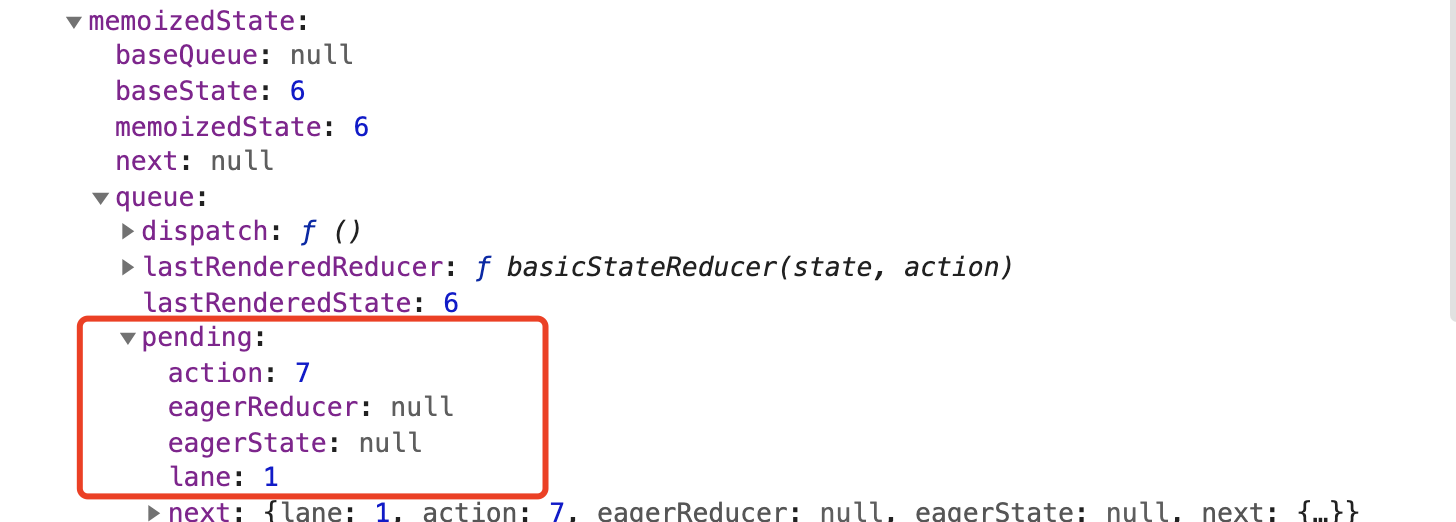 memoizedState:
baseQueue: null
baseState: 6
memoizedState: 6
next: null
queue:
dispatch: ƒ ()
lastRenderedReducer: ƒ basicStateReducer(state, action)
lastRenderedState: 6
pending:
action: 7
eagerReducer: null
eagerState: null
lane: 1
next: {lane: 1, action: 7, eagerReducer: null, eagerState: null, next: {…}}